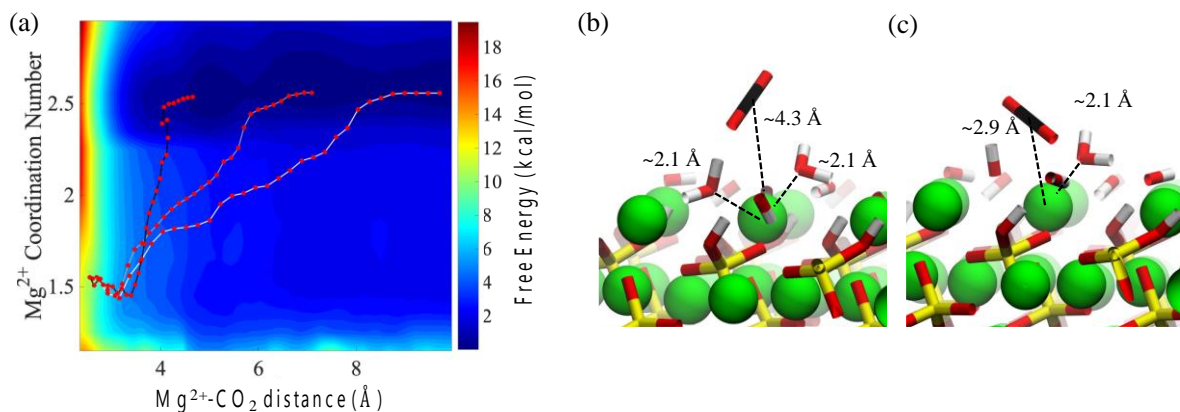 (a)
Mg2+ Coordination Number
2.5
2
1.5
4
6
8
Mg2+-CO2 distance (Å)
18
16
14
12
10
8
6
4
2
Free Energy (kcal/mol)
(b)
~4.3 Å
~2.1 Å
~2.1 Å
(c)
~2.1 Å
~2.9 Å